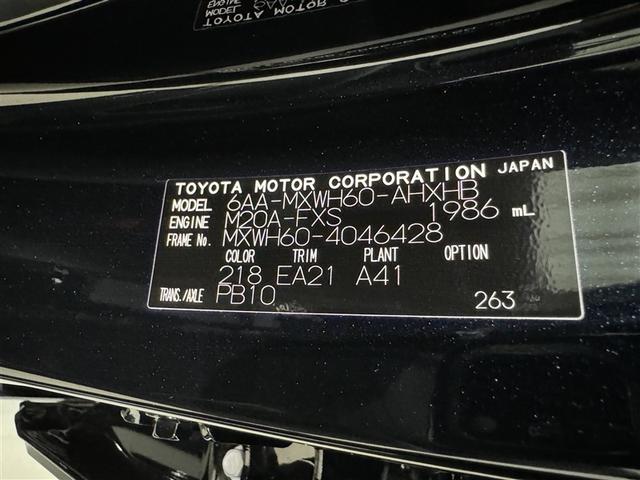 TOYOTA MOTOR CORPORATION JAPAN
MODEL 6AA-MXWH60-AHXHB
ENGINE M20A-FXS 1986 mL
FRAME No. MXWH60-4046428
COLOR TRIM PLANT OPTION
218 EA21 A41
TRANS./AXLE PB10 263